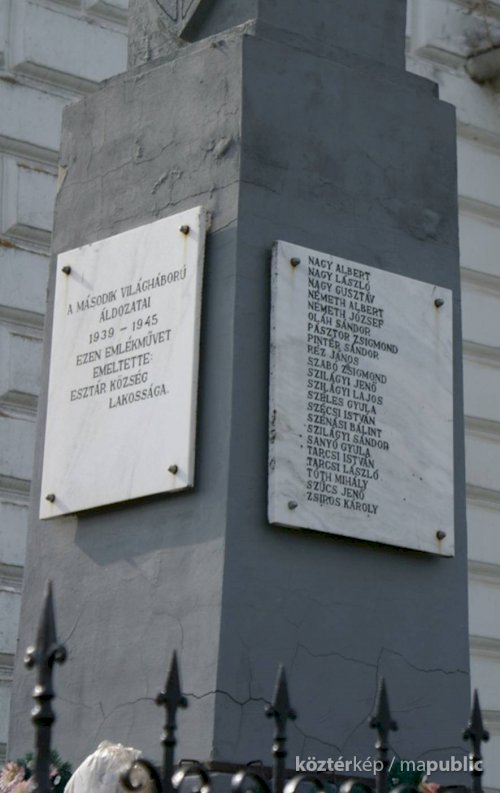 A MÁSODIK VILÁGHÁBORÚ
ÁLDOZATAI
1939 - 1945
EZEN EMLÉKMŰVET
EMELTETTE:
ESZTÁR KÖZSÉG
LAKOSSÁGA.
NAGY ALBERT
NAGY LÁSZLÓ
NAGY GUSZTÁV
NÉMETH ALBERT
NÉMETH JÓZSEF
OLÁH SÁNDOR
PÁSZTOR ZSIGMOND
PINTÉR SÁNDOR
RÉZ JÁNOS
SZABÓ ZSIGMOND
SZILÁGYI JENŐ
SZILÁGYI LAJOS
SZÉLES GYULA
SZÉCSI ISTVÁN
SZÉNÁSI BÁLINT
SZILÁGYI SÁNDOR
SANYÓ GYULA
TARCSI ISTVÁN
TARCSI LÁSZLÓ
TÓTH MIHÁLY
SZŰCS JENŐ
ZSIROS KÁROLY
köztérkép / mapublic